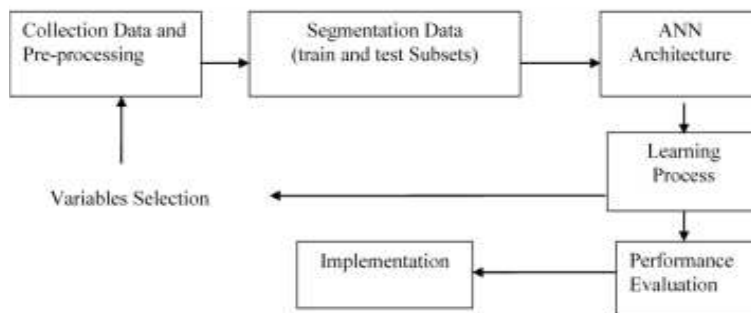 Collection Data and
Pre-processing
Segmentation Data
(train and test Subsets)
ANN
Architecture
Learning
Process
Variables Selection
Implementation
Performance
Evaluation